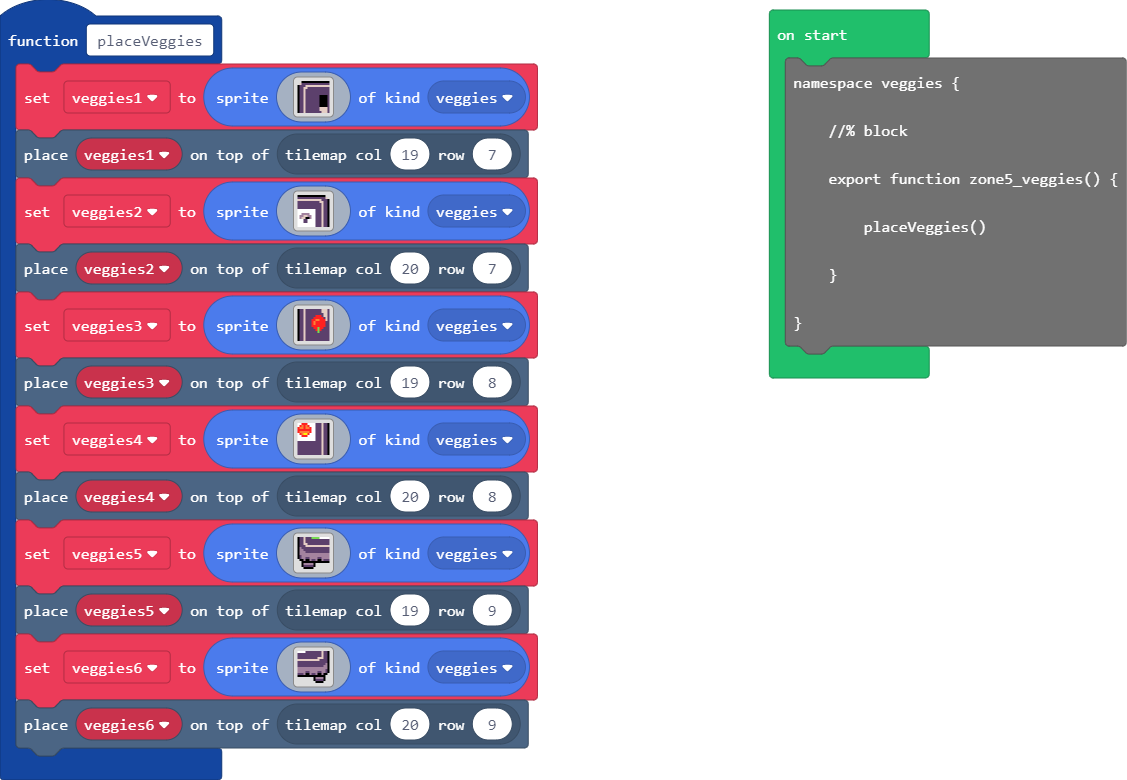 function placeVeggies
set veggies1 to sprite of kind veggies
place veggies1 on top of tilemap col 19 row 7
set veggies2 to sprite of kind veggies
place veggies2 on top of tilemap col 20 row 7
set veggies3 to sprite of kind veggies
place veggies3 on top of tilemap col 19 row 8
set veggies4 to sprite of kind veggies
place veggies4 on top of tilemap col 20 row 8
set veggies5 to sprite of kind veggies
place veggies5 on top of tilemap col 19 row 9
set veggies6 to sprite of kind veggies
place veggies6 on top of tilemap col 20 row 9
on start
namespace veggies {
//% block
export function zone5_veggies() {
placeVeggies()
}
}